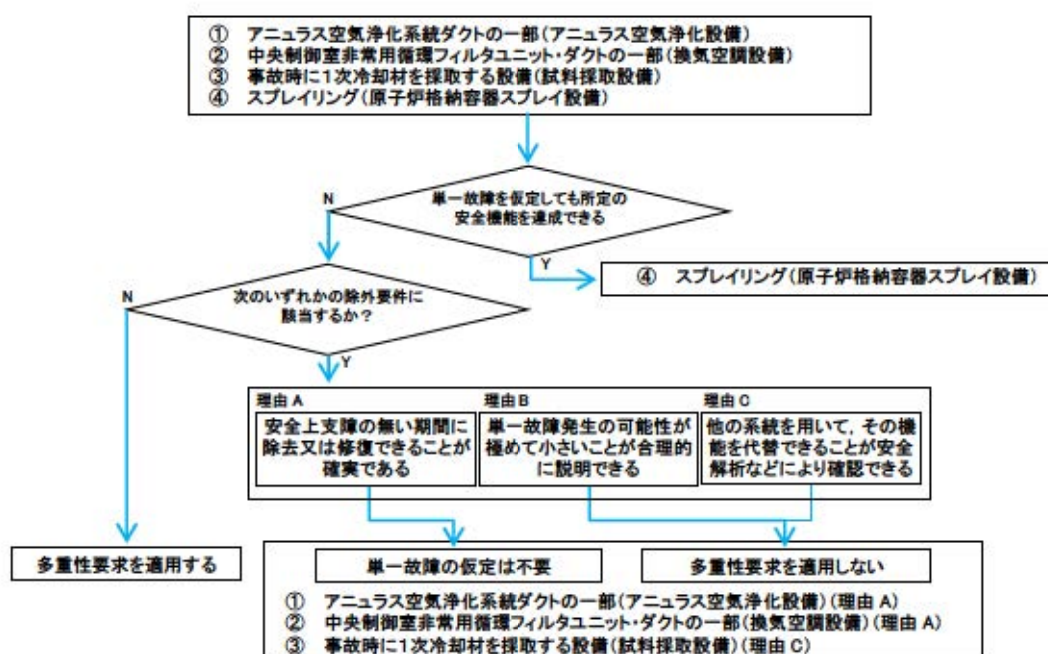 ① アニュラス空気浄化系統ダクトの一部(アニュラス空気浄化設備)
② 中央制御室非常用循環フィルタユニット・ダクトの一部(換気空調設備)
③ 事故時に1次冷却材を採取する設備(試料採取設備)
④ スプレイリング(原子炉格納容器スプレイ設備)
N
単一故障を仮定しても所定の
安全機能を達成できる
Y
④ スプレイリング(原子炉格納容器スプレイ設備)
N
次のいずれかの除外要件に
該当するか?
Y
理由A
安全上支障の無い期間に
除去又は修復できることが
確実である
理由B
単一故障発生の可能性が
極めて小さいことが合理的
に説明できる
理由C
他の系統を用いて,その機
能を代替できることが安全
解析などにより確認できる
多重性要求を適用する
単一故障の仮定は不要
多重性要求を適用しない
① アニュラス空気浄化系統ダクトの一部(アニュラス空気浄化設備)(理由A)
② 中央制御室非常用循環フィルタユニット・ダクトの一部(換気空調設備)(理由A)
③ 事故時に1次冷却材を採取する設備(試料採取設備)(理由C)